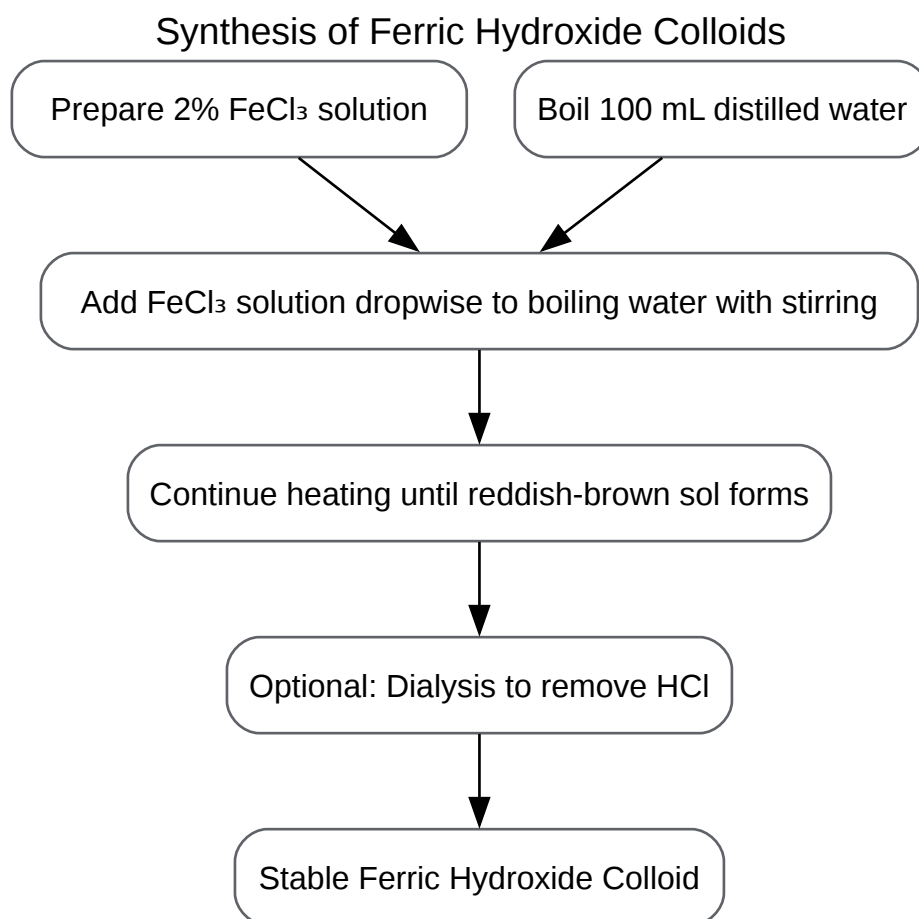 Synthesis of Ferric Hydroxide Colloids
Prepare 2% FeCl₃ solution
Boil 100 mL distilled water
Add FeCl₃ solution dropwise to boiling water with stirring
Continue heating until reddish-brown sol forms
Optional: Dialysis to remove HCl
Stable Ferric Hydroxide Colloid